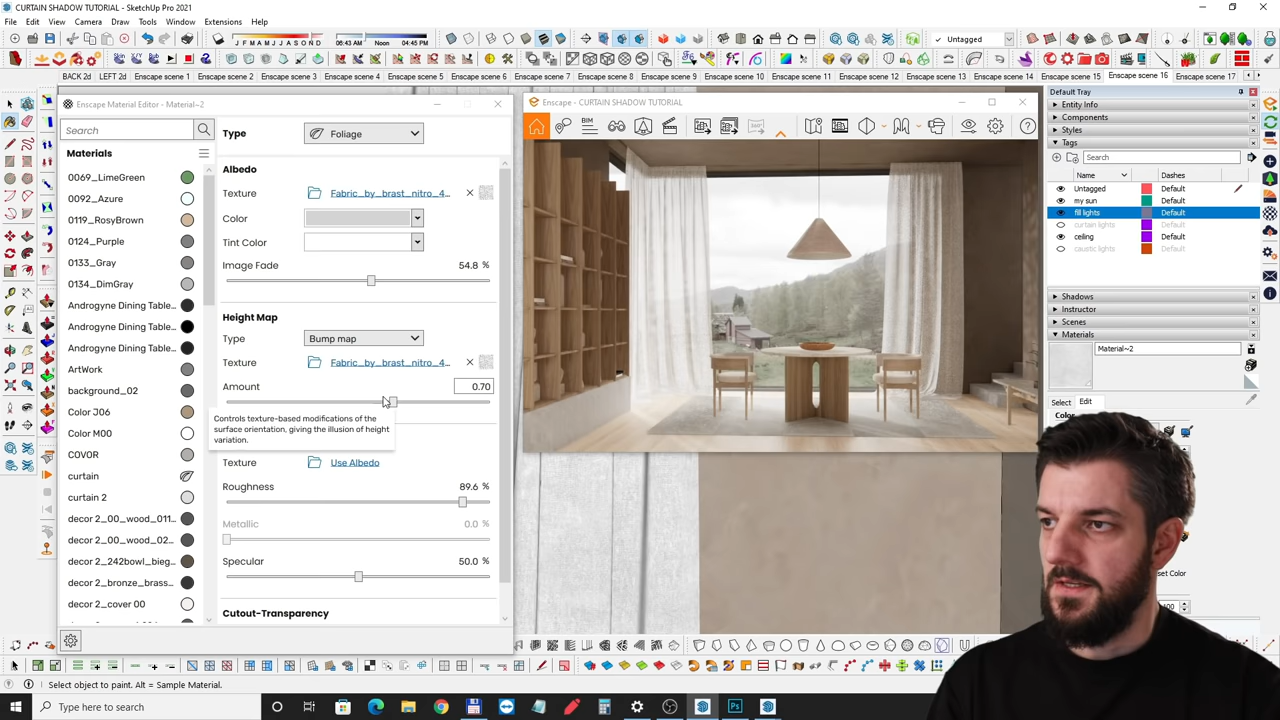 CURTAIN SHADOW TUTORIAL - SketchUp Pro 2021
File Edit View Camera Draw Tools Window Extensions Help
J F M A M J J A S O N D
06:43 AM Noon 04:45 PM
Untagged
BACK 2d LEFT 2d Enscape scene 1 Enscape scene 2 Enscape scene 3 Enscape scene 4 Enscape scene 5 Enscape scene 6 Enscape scene 7 Enscape scene 8 Enscape scene 9 Enscape scene 10 Enscape scene 11 Enscape scene 12 Enscape scene 13 Enscape scene 14 Enscape scene 15 Enscape scene 16 Enscape scene 17
Enscape Material Editor - Material~2
Search
Materials
0069_LimeGreen
0092_Azure
0119_RosyBrown
0124_Purple
0133_Gray
0134_DimGray
Androgyne Dining Table...
Androgyne Dining Table...
Androgyne Dining Table...
ArtWork
background_02
Color J06
Color M00
COVOR
curtain
curtain 2
decor 2_00_wood_011...
decor 2_00_wood_02...
decor 2_242bowl_bieg...
decor 2_bronze_brass...
decor 2_cover 00
Type Foliage
Albedo
Texture Fabric_by_brast_nitro_4...
Color
Tint Color
Image Fade 54.8 %
Height Map
Type Bump map
Texture Fabric_by_brast_nitro_4...
Amount 0.70
Controls texture-based modifications of the
surface orientation, giving the illusion of height
variation.
Texture Use Albedo
Roughness 89.6 %
Metallic 0.0 %
Specular 50.0 %
Cutout-Transparency
Enscape - CURTAIN SHADOW TUTORIAL
BIM
Default Tray
Entity Info
Components
Styles
Tags
Search
Name Dashes
Untagged Default
my sun Default
fill lights Default
curtain lights Default
ceiling Default
caustic lights Default
Shadows
Instructor
Scenes
Materials
Material~2
Select Edit
set Color
Select object to paint. Alt = Sample Material.
Type here to search
Ps